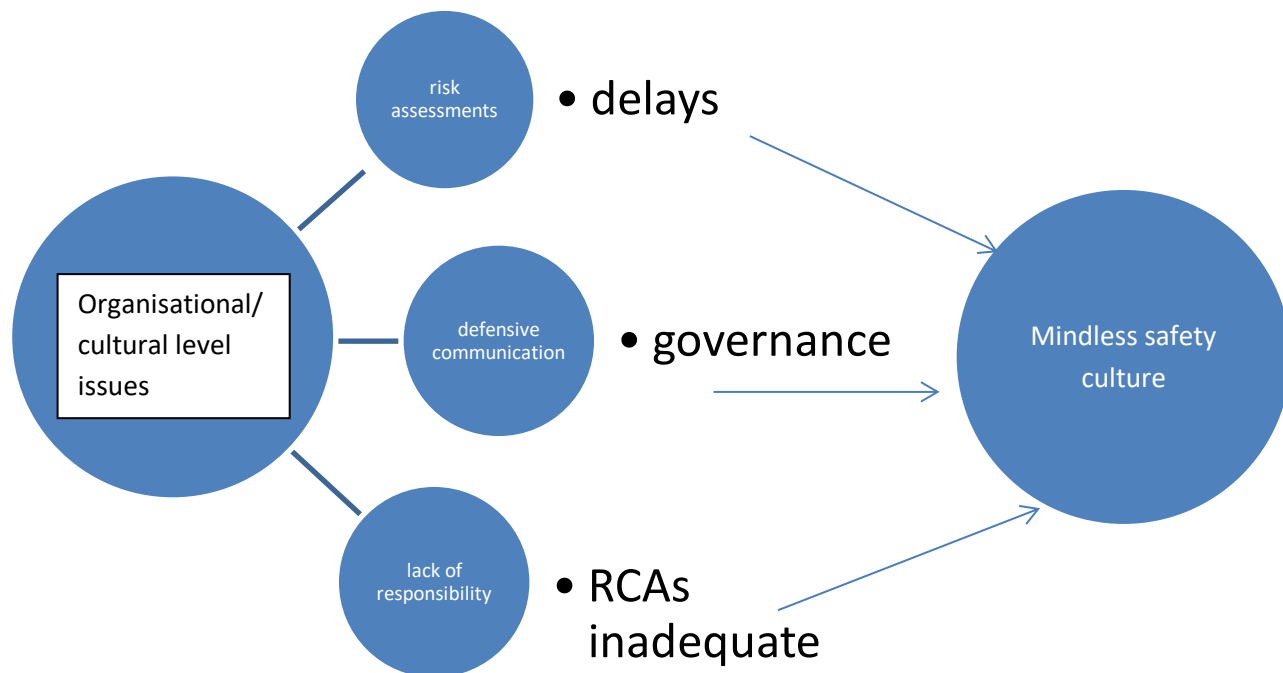 risk
assessments
• delays
Organisational/
cultural level
issues
defensive
communication
• governance
Mindless safety
culture
lack of
responsibility
• RCAs
inadequate